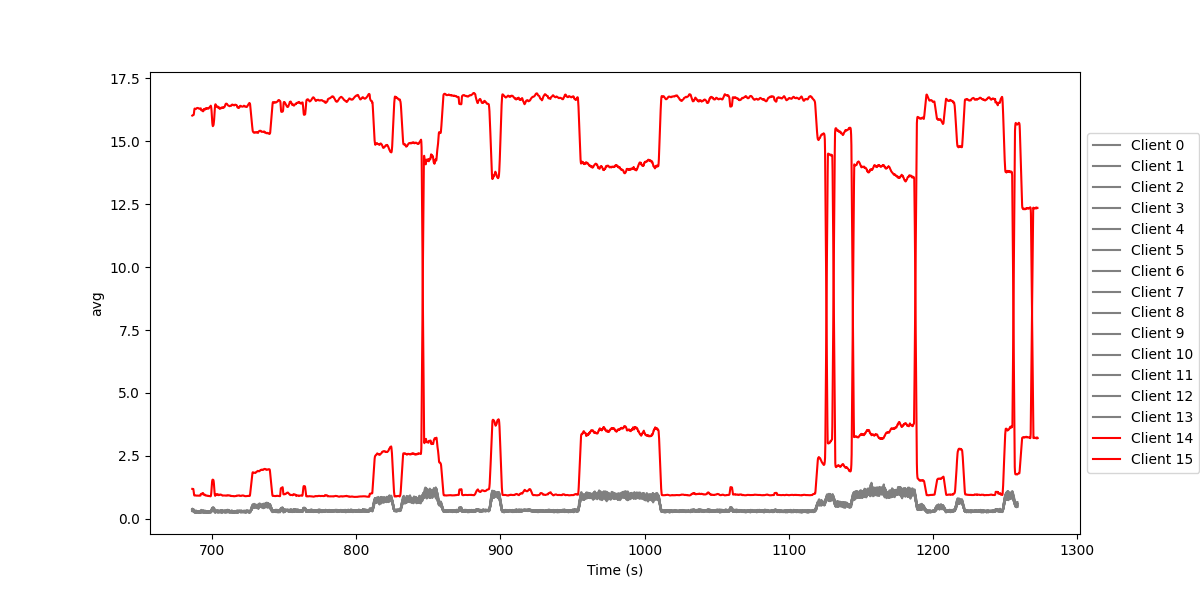 17.5
15.0
12.5
10.0
7.5
5.0
2.5
0.0
avg
700
800
900
1000
1100
1200
1300
Time (s)
Client 0
Client 1
Client 2
Client 3
Client 4
Client 5
Client 6
Client 7
Client 8
Client 9
Client 10
Client 11
Client 12
Client 13
Client 14
Client 15